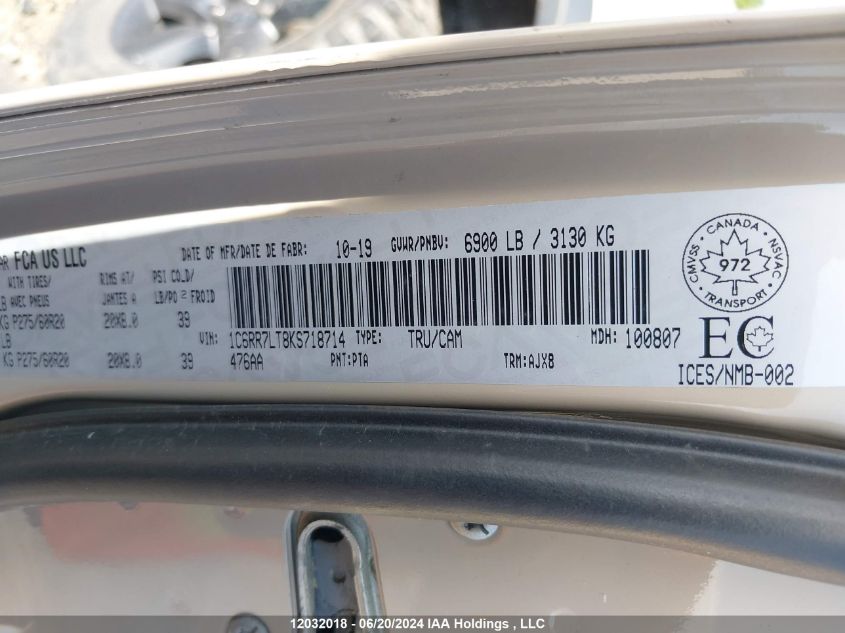 AR FCA US LLC
DATE OF MFR/DATE DE FABR: 10-19 GVWR/PNBV: 6900 LB / 3130 KG
WITH TIRES/ RIMS AT/ PSI COLD/
LB AVEC PNEUS JANTES A LB/PO² FROID
KG P275/60R20 20X8.0 39
LB
KG P275/60R20 20X8.0 39
VIN: 1C6RR7LT8KS718714 TYPE: TRU/CAM MDH: 100807
476AA PNT:PTA TRM:AJX8
CANADA
CMVSS NSVAC
972
TRANSPORT
EC
ICES/NMB-002
12032018 - 06/20/2024 IAA Holdings , LLC